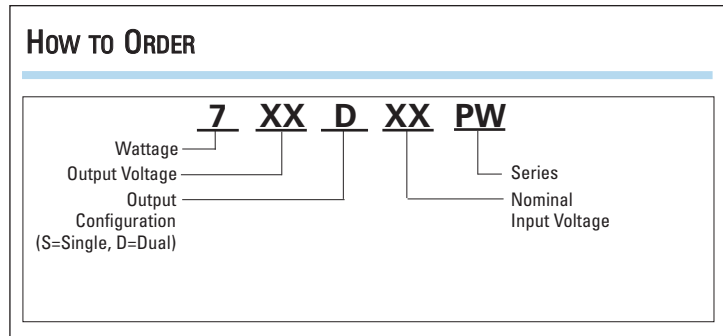 HOW TO ORDER
7 XX D XX PW
Wattage
Output Voltage
Output
Configuration
(S=Single, D=Dual)
Series
Nominal
Input Voltage